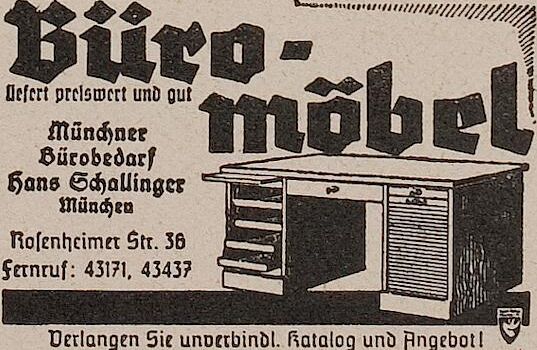 Büro-
möbel
liefert preiswert und gut
Münchner
Bürobedarf
Hans Schallinger
München
Rosenheimer Str. 36
Fernruf: 43171, 43437
Verlangen Sie unverbindl. Katalog und Angebot!